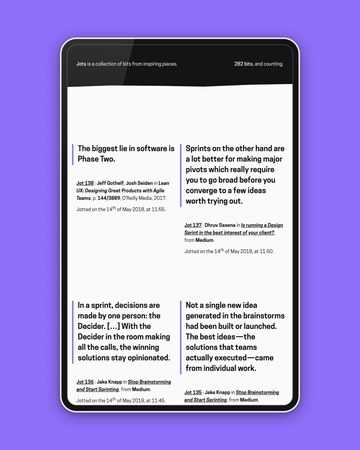 Jots is a collection of bits from inspiring pieces.
282 bits, and counting.
The biggest lie in software is
Phase Two.
Jot 138 : Jeff Gothelf, Josh Seiden in Lean
UX: Designing Great Products with Agile
Teams, p. 144/3889, O'Reilly Media, 2017.
Jotted on the 14th of May 2018, at 11:55.
Sprints on the other hand are
a lot better for making major
pivots which really require
you to go broad before you
converge to a few ideas
worth trying out.
Jot 137 : Dhruv Saxena in Is running a Design
Sprint in the best interest of your client?,
from Medium.
Jotted on the 14th of May 2018, at 11:50.
In a sprint, decisions are
made by one person: the
Decider. […] With the
Decider in the room making
all the calls, the winning
solutions stay opinionated.
Jot 136 : Jake Knapp in Stop Brainstorming
and Start Sprinting, from Medium.
Jotted on the 14th of May 2018, at 11:45.
Not a single new idea
generated in the brainstorms
had been built or launched.
The best ideas—the
solutions that teams
actually executed—came
from individual work.
Jot 135 : Jake Knapp in Stop Brainstorming
and Start Sprinting, from Medium.